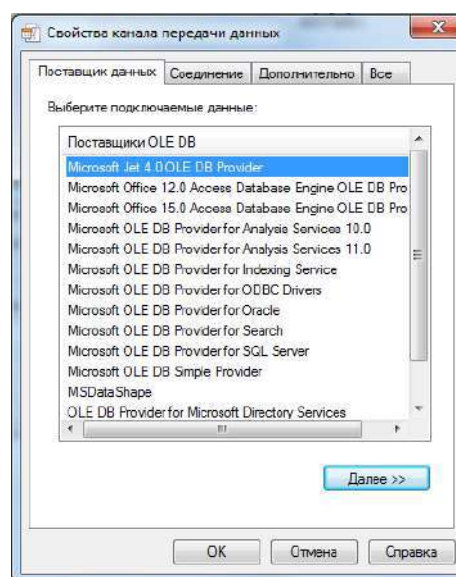 Свойства канала передачи данных
Поставщик данных Соединение Дополнительно Все
Выберите подключаемые данные:
Поставщики OLE DB
Microsoft Jet 4.0 OLE DB Provider
Microsoft Office 12.0 Access Database Engine OLE DB Pro
Microsoft Office 15.0 Access Database Engine OLE DB Pro
Microsoft OLE DB Provider for Analysis Services 10.0
Microsoft OLE DB Provider for Analysis Services 11.0
Microsoft OLE DB Provider for Indexing Service
Microsoft OLE DB Provider for ODBC Drivers
Microsoft OLE DB Provider for Oracle
Microsoft OLE DB Provider for Search
Microsoft OLE DB Provider for SQL Server
Microsoft OLE DB Simple Provider
MSDataShape
OLE DB Provider for Microsoft Directory Services
Далее >>
OK Отмена Справка